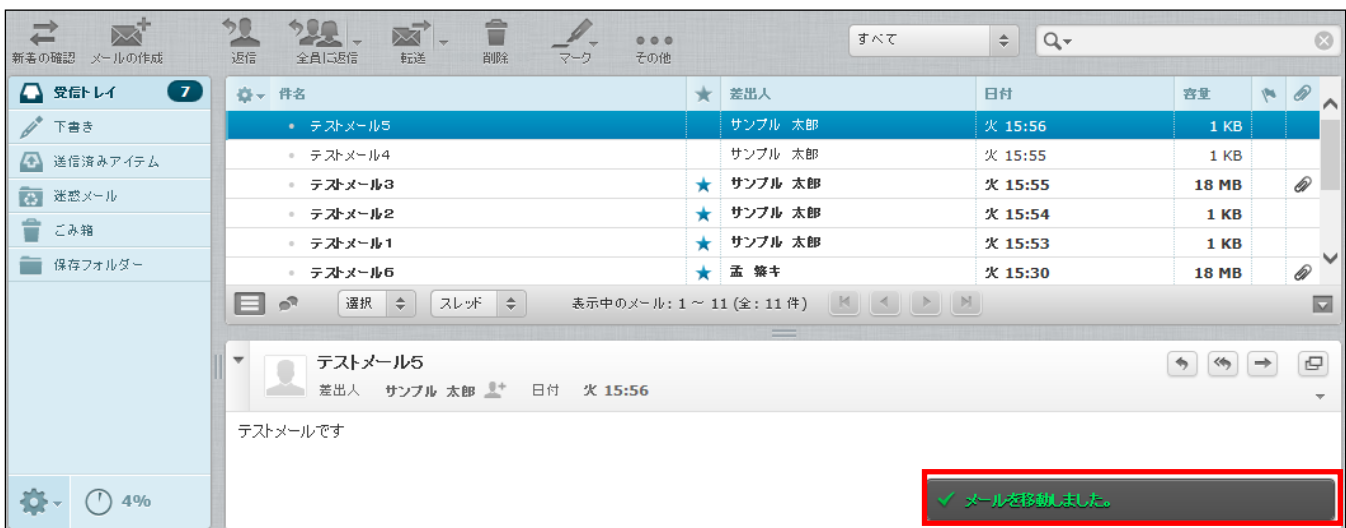 新着の確認 メールの作成 返信 全員に返信 転送 削除 マーク その他 すべて
受信トレイ 7
下書き
送信済みアイテム
迷惑メール
ごみ箱
保存フォルダー
4%
件名 差出人 日付 容量
テストメール5 サンプル 太郎 火 15:56 1 KB
テストメール4 サンプル 太郎 火 15:55 1 KB
テストメール3 サンプル 太郎 火 15:55 18 MB
テストメール2 サンプル 太郎 火 15:54 1 KB
テストメール1 サンプル 太郎 火 15:53 1 KB
テストメール6 孟 繁キ 火 15:30 18 MB
選択 スレッド 表示中のメール: 1 ~ 11 (全: 11 件)
テストメール5
差出人 サンプル 太郎 日付 火 15:56
テストメールです
メールを移動しました。